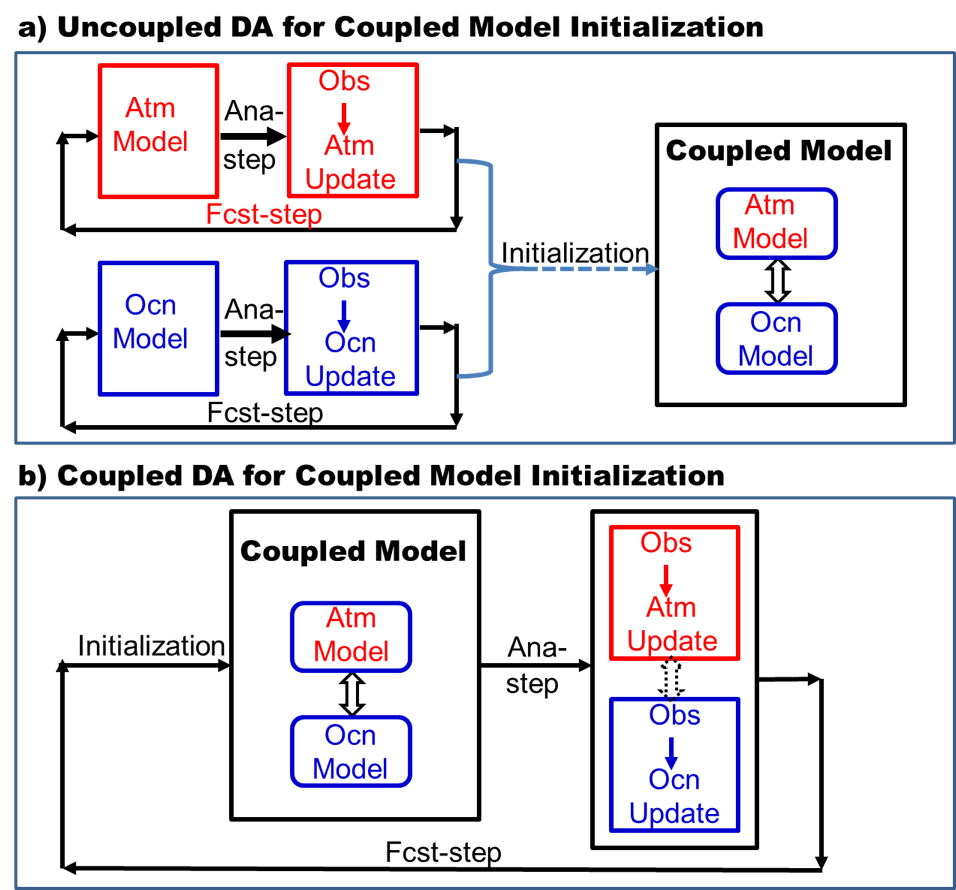 a) Uncoupled DA for Coupled Model Initialization
Atm
Model
Ana-
step
Obs
Atm
Update
Fcst-step
Ocn
Model
Ana-
step
Obs
Ocn
Update
Fcst-step
Initialization
Coupled Model
Atm
Model
Ocn
Model
b) Coupled DA for Coupled Model Initialization
Initialization
Coupled Model
Atm
Model
Ocn
Model
Ana-
step
Obs
Atm
Update
Obs
Ocn
Update
Fcst-step